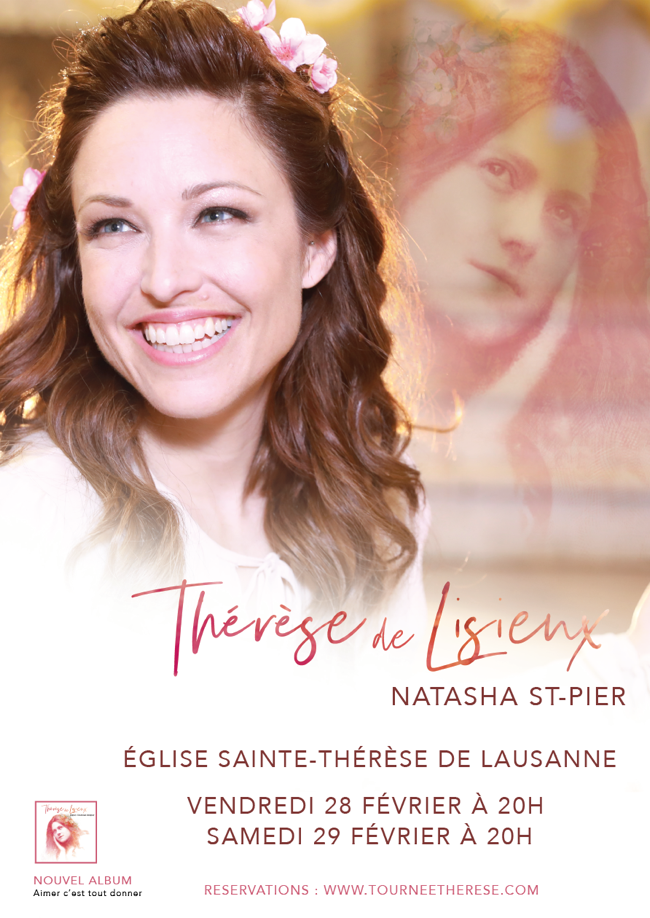 Thérèse de Lisieux
NATASHA ST-PIER
ÉGLISE SAINTE-THÉRÈSE DE LAUSANNE
VENDREDI 28 FÉVRIER À 20H
SAMEDI 29 FÉVRIER À 20H
Thérèse de Lisieux
NOUVEL ALBUM
Aimer c'est tout donner
RESERVATIONS : WWW.TOURNEETHERESE.COM